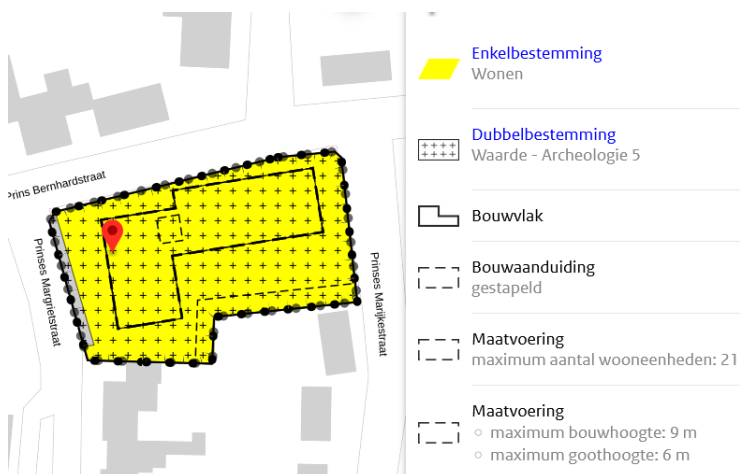 Prins Bernhardstraat
Prinses Margrietstraat
Prinses Marijkestraat
Enkelbestemming
Wonen
Dubbelbestemming
Waarde - Archeologie 5
Bouwvlak
Bouwaanduiding
gestapeld
Maatvoering
maximum aantal wooneenheden: 21
Maatvoering
maximum bouwhoogte: 9 m
maximum goothoogte: 6 m